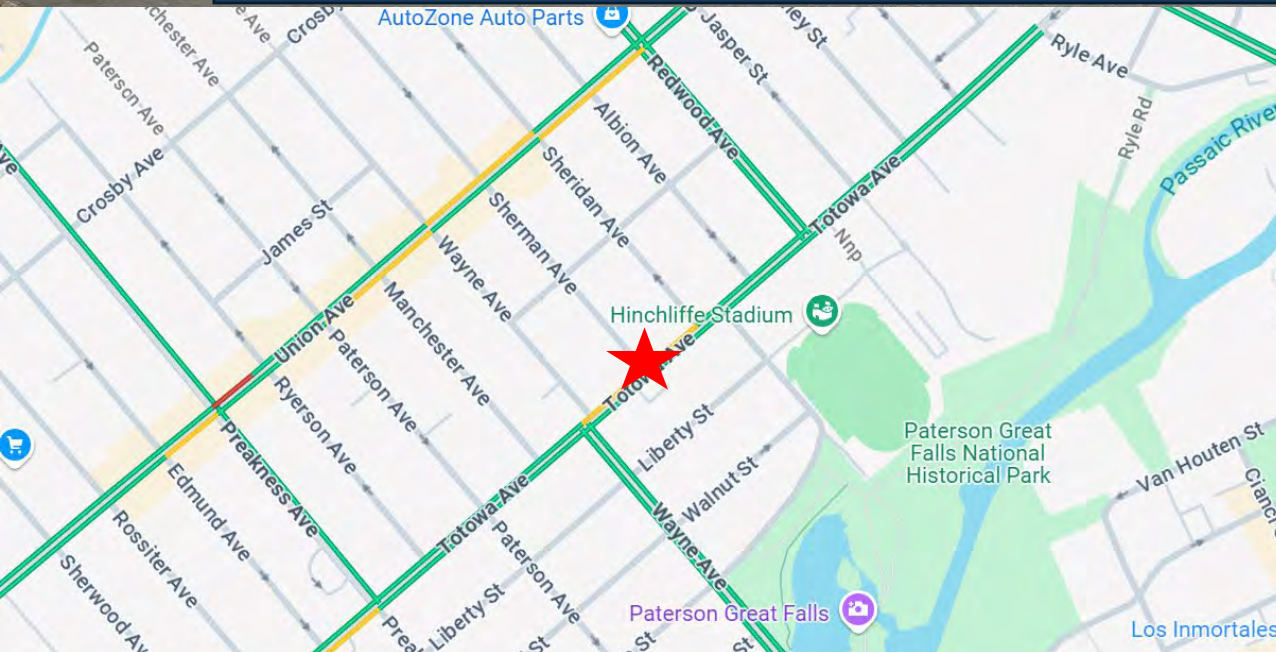 AutoZone Auto Parts
Crosby
Jasper St
Ryle Ave
Redwood Ave
Paterson Ave
Albion Ave
Ryle Rd
Passaic River
Totowa Ave
Crosby Ave
Sheridan Ave
James St
Sherman Ave
Wayne Ave
Nnp
Hinchliffe Stadium
Manchester Ave
Union Ave
Paterson Ave
Totowa Ave
Ryerson Ave
Preakness Ave
Liberty St
Paterson Great
Falls National
Historical Park
Van Houten St
Walnut St
Edmund Ave
Totowa Ave
Rossiter Ave
Wayne Ave
Paterson Ave
Sherwood Av
Liberty St
Paterson Great Falls
Los Inmortales
St
St
St